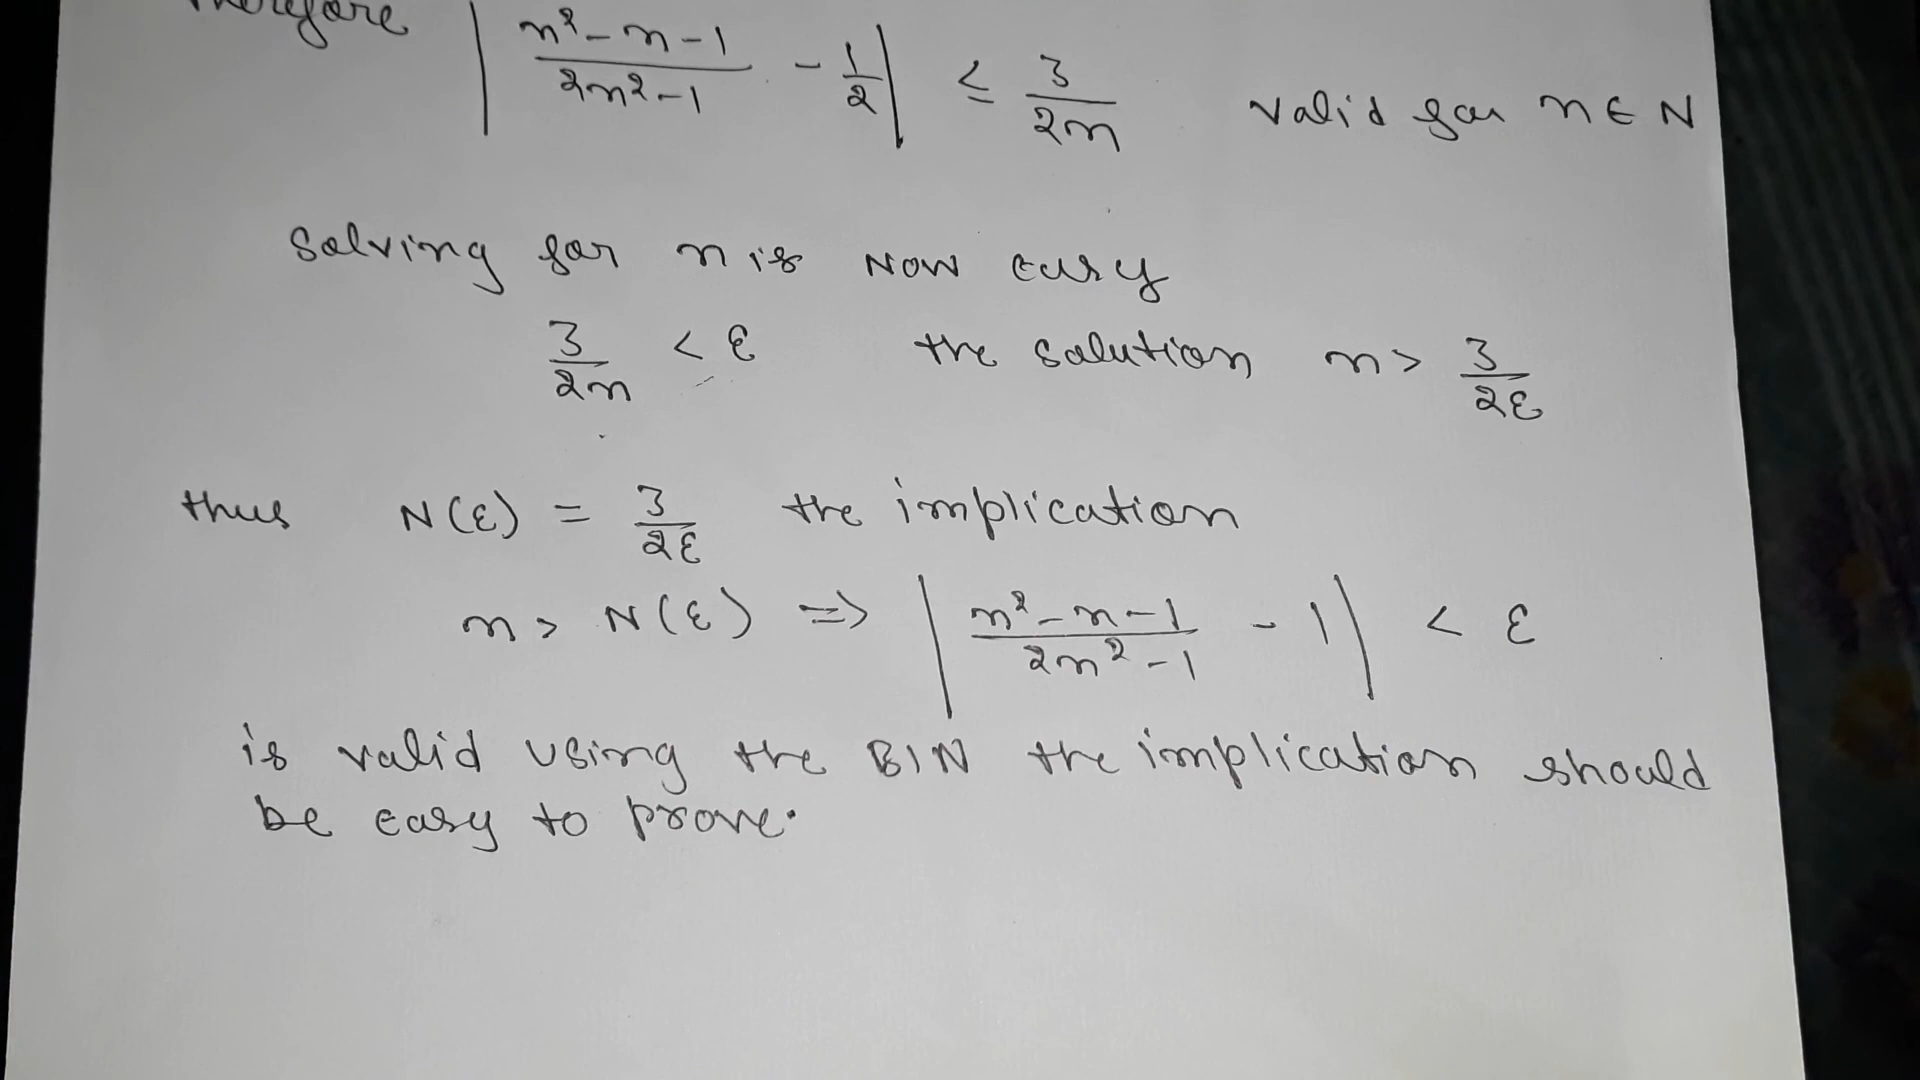 Therefore | n² - n - 1 / 2n² - 1 - 1/2 | ≤ 3/2n valid for n ∈ N
Solving for n is NOW easy
3/2n < ε the solution n > 3/2ε
thus N(ε) = 3/2ε the implication
n > N(ε) => | n² - n - 1 / 2n² - 1 - 1 | < ε
is valid using the BIN the implication should
be easy to prove.